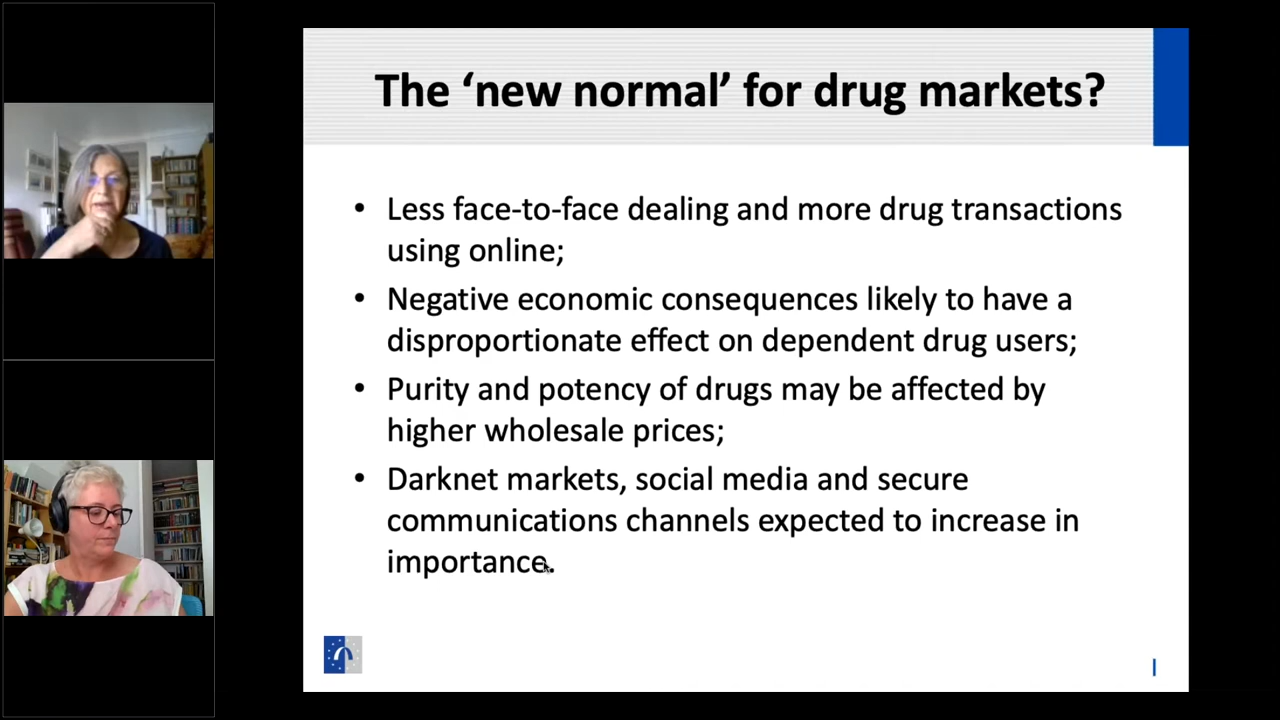 The ‘new normal’ for drug markets?
• Less face-to-face dealing and more drug transactions
using online;
• Negative economic consequences likely to have a
disproportionate effect on dependent drug users;
• Purity and potency of drugs may be affected by
higher wholesale prices;
• Darknet markets, social media and secure
communications channels expected to increase in
importance.